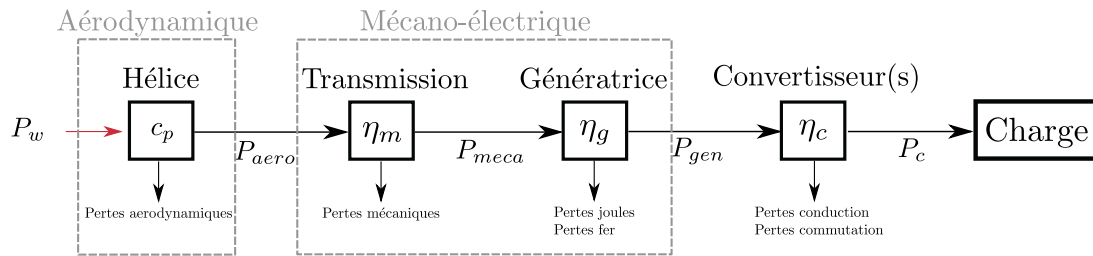 Aérodynamique Mécano-électrique
Hélice Transmission Génératrice Convertisseur(s)
P_w c_p η_m η_g η_c Charge
P_aero P_meca P_gen P_c
Pertes aerodynamiques Pertes mécaniques Pertes joules Pertes conduction
Pertes fer Pertes commutation